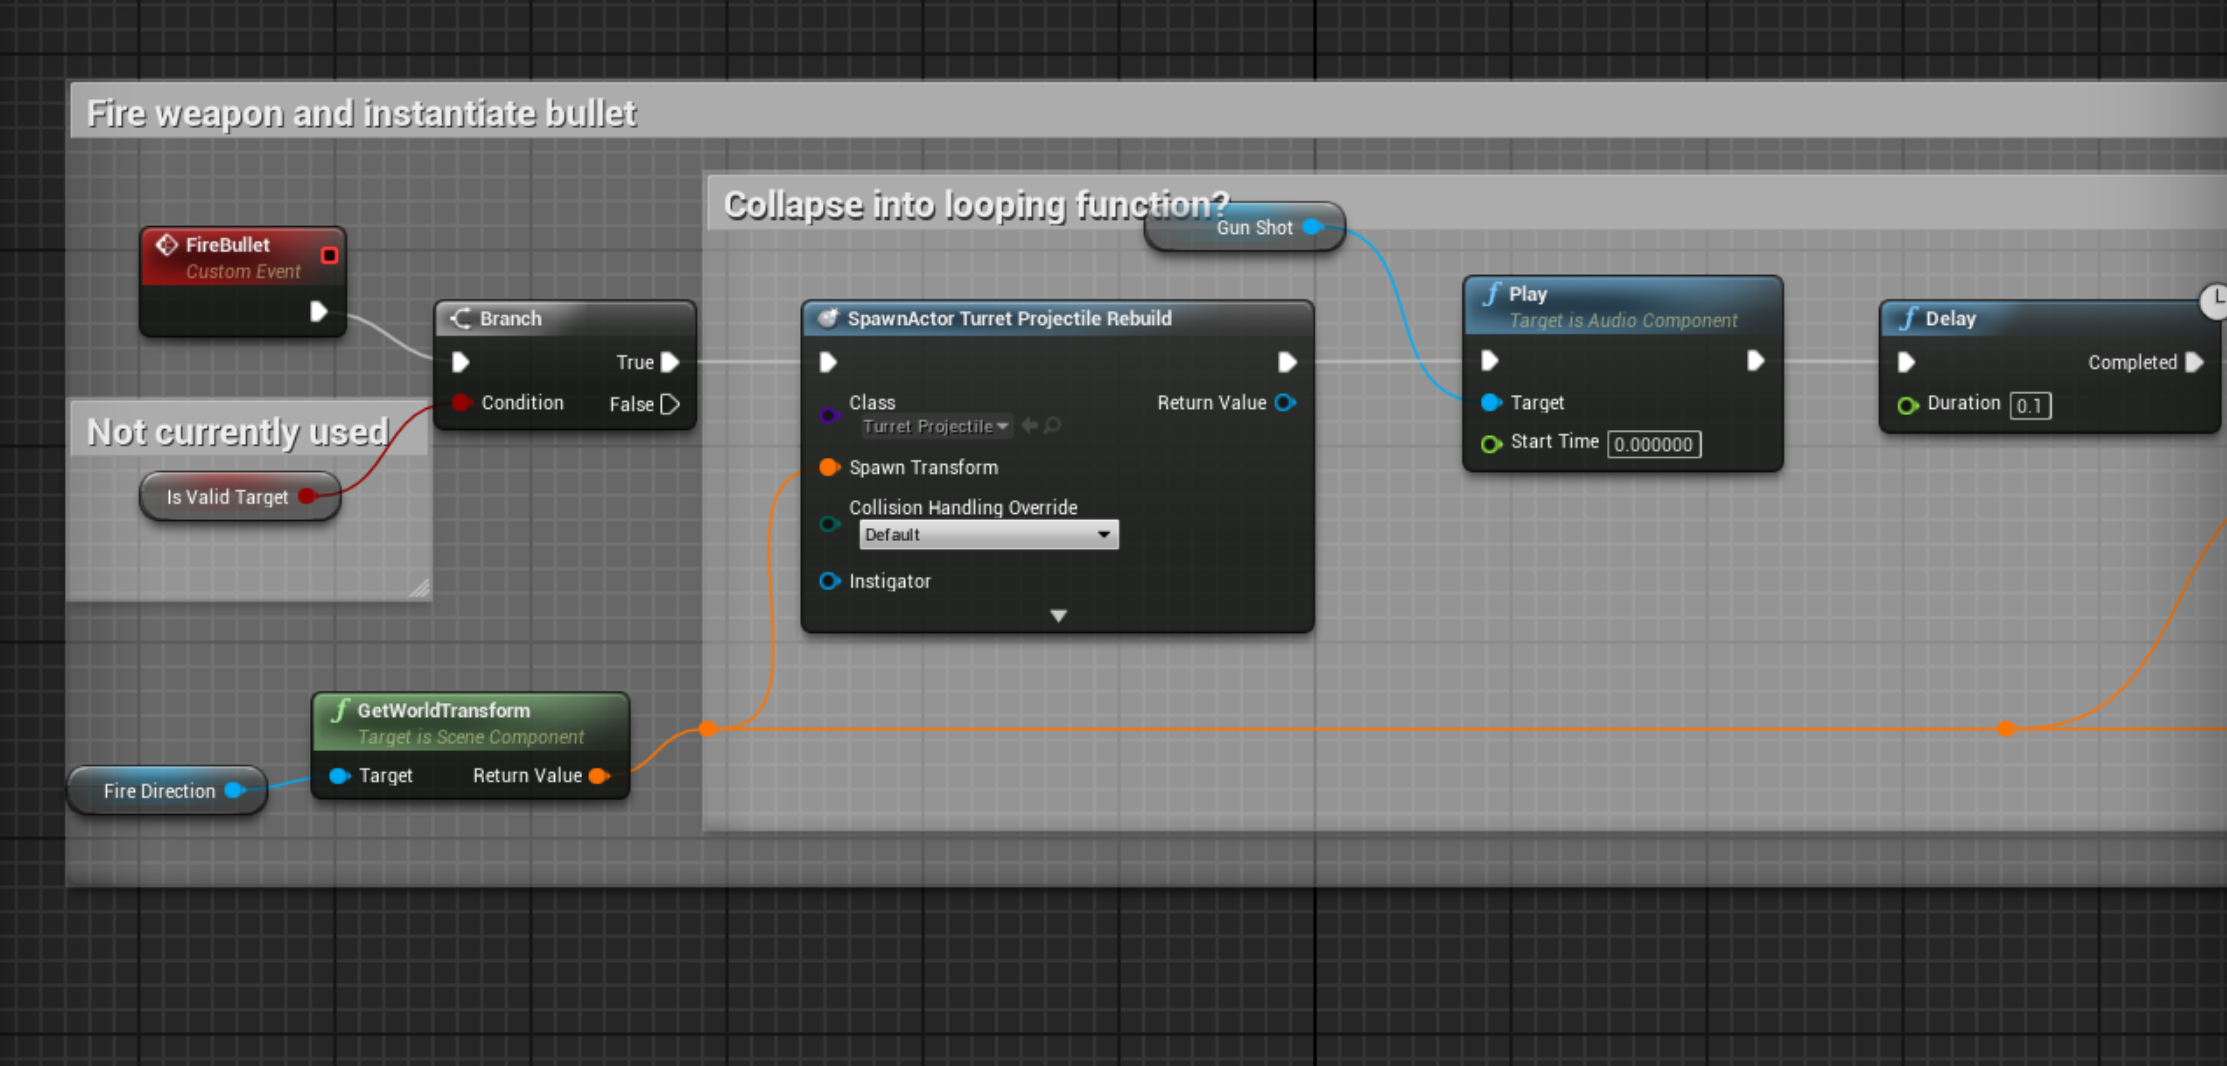 Fire weapon and instantiate bullet
Collapse into looping function?
Gun Shot
FireBullet
Custom Event
Branch
True
Condition
False
Not currently used
Is Valid Target
SpawnActor Turret Projectile Rebuild
Class
Turret Projectile
Return Value
Spawn Transform
Collision Handling Override
Default
Instigator
Play
Target is Audio Component
Target
Start Time 0.000000
Delay
Completed
Duration 0.1
GetWorldTransform
Target is Scene Component
Target Return Value
Fire Direction